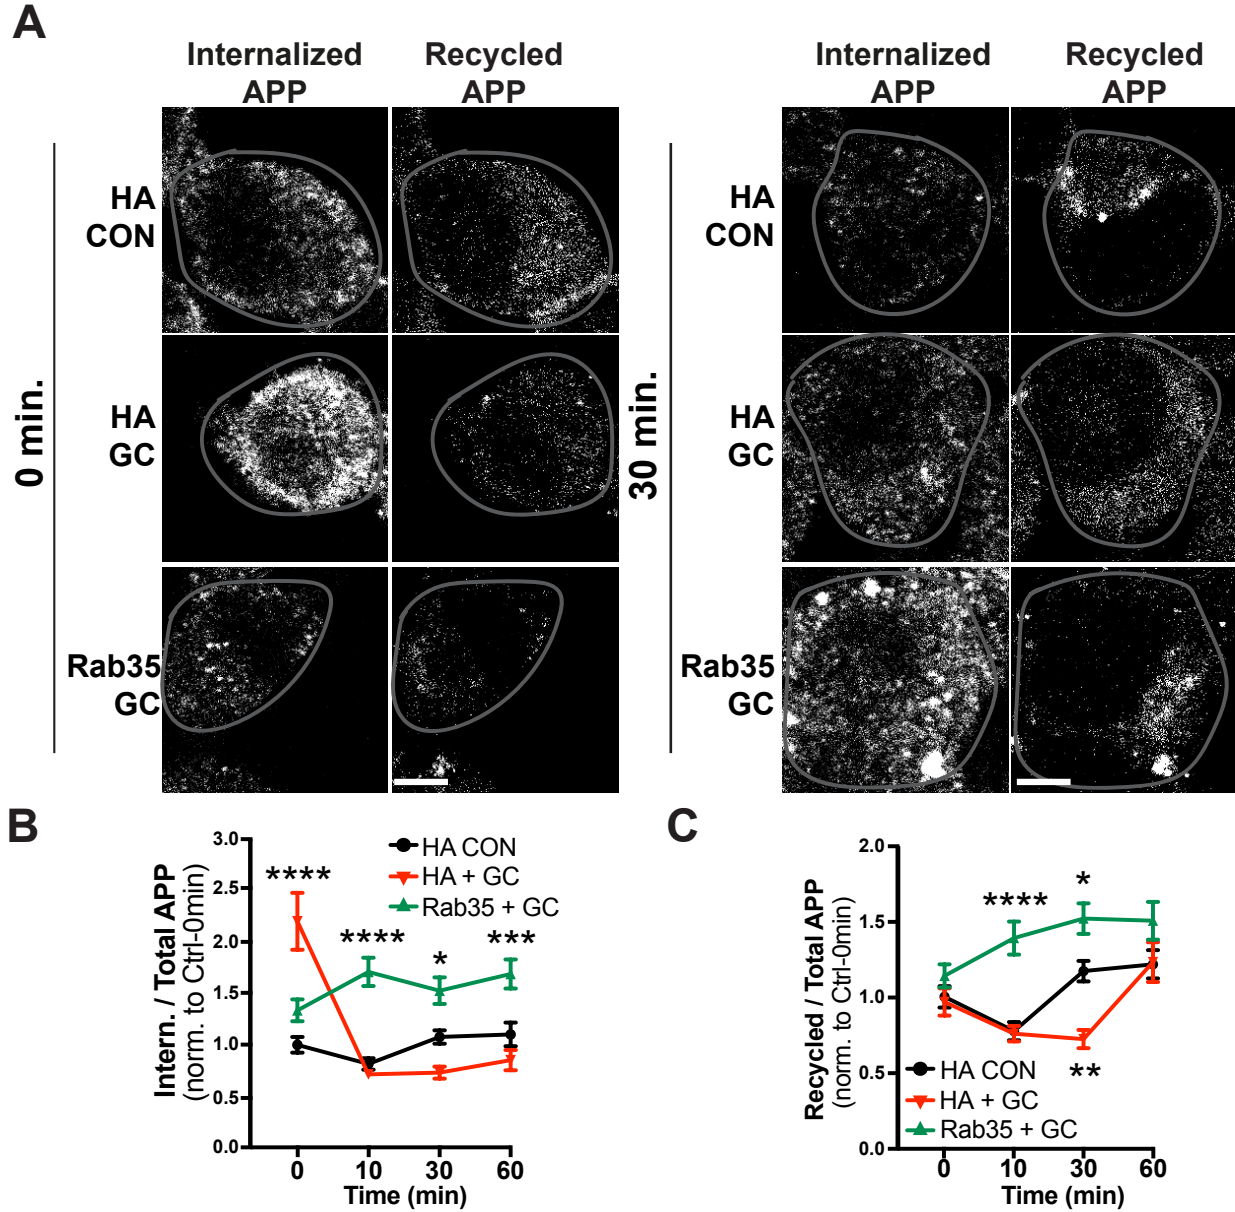 A
Internalized APP
Recycled APP
Internalized APP
Recycled APP
0 min.
HA CON
HA GC
Rab35 GC
30 min.
HA CON
HA GC
Rab35 GC
B
Intern. / Total APP
(norm. to Ctrl-0min)
3.0
2.5
2.0
1.5
1.0
0.5
0.0
HA CON
HA + GC
Rab35 + GC
****
****
*
***
0 10 30 60
Time (min)
C
Recycled / Total APP
(norm. to Ctrl-0min)
2.0
1.5
1.0
0.5
0.0
****
*
**
HA CON
HA + GC
Rab35 + GC
0 10 30 60
Time (min)